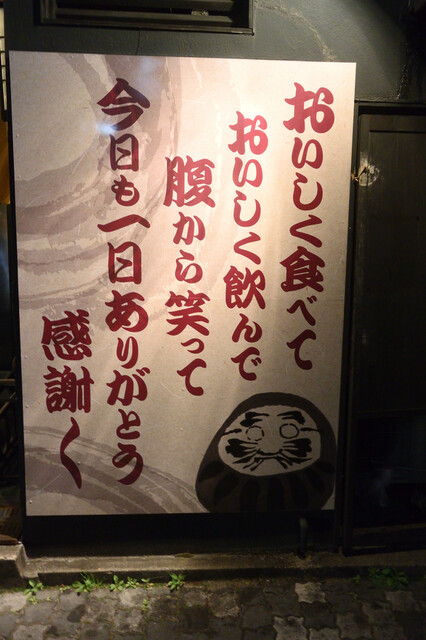 おいしく食べて
おいしく飲んで
腹から笑って
今日も一日ありがとう
感謝く